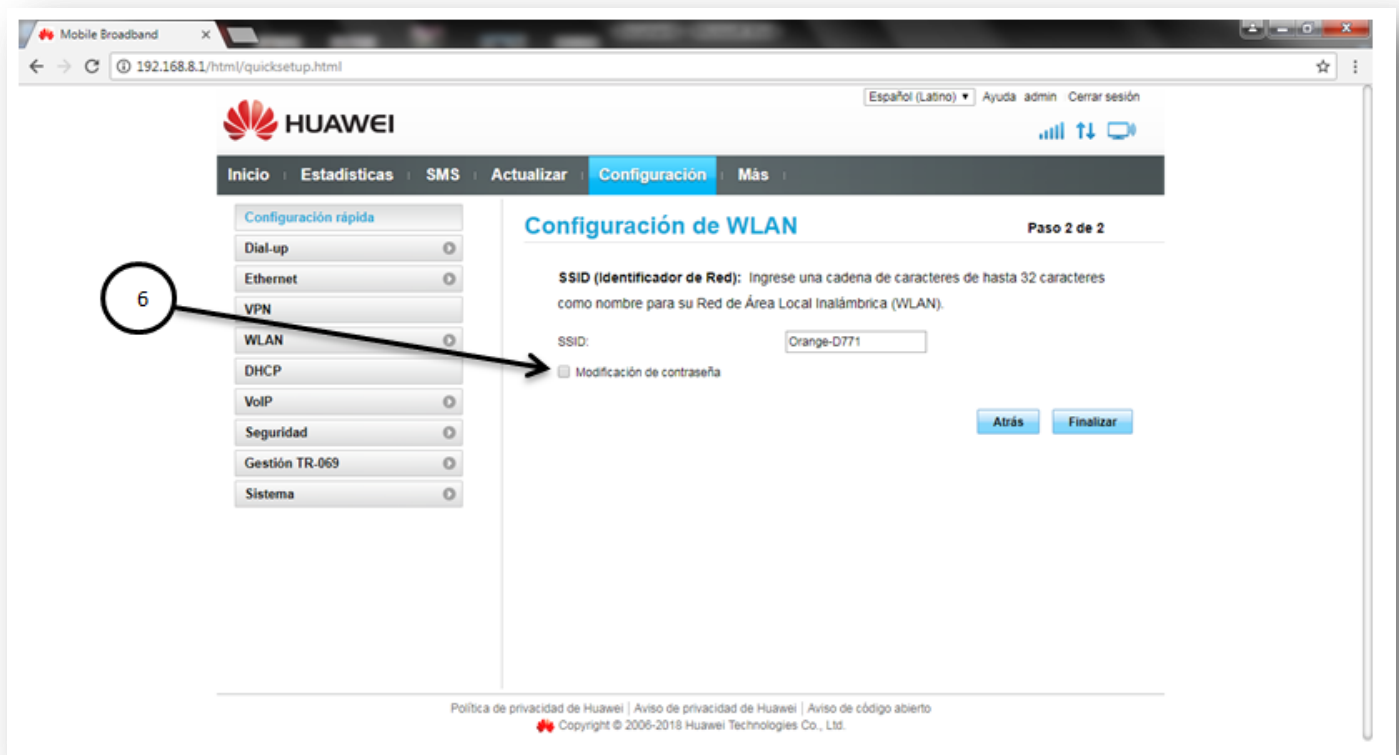 Mobile Broadband
192.168.8.1/html/quicksetup.html
Español (Latino) Ayuda admin Cerrar sesión
HUAWEI
Inicio Estadísticas SMS Actualizar Configuración Más
Configuración rápida
Dial-up
Ethernet
VPN
WLAN
DHCP
VoIP
Seguridad
Gestión TR-069
Sistema
6
Configuración de WLAN Paso 2 de 2
SSID (Identificador de Red): Ingrese una cadena de caracteres de hasta 32 caracteres
como nombre para su Red de Área Local Inalámbrica (WLAN).
SSID: Orange-D771
Modificación de contraseña
Atrás Finalizar
Política de privacidad de Huawei | Aviso de privacidad de Huawei | Aviso de código abierto
Copyright © 2006-2018 Huawei Technologies Co., Ltd.